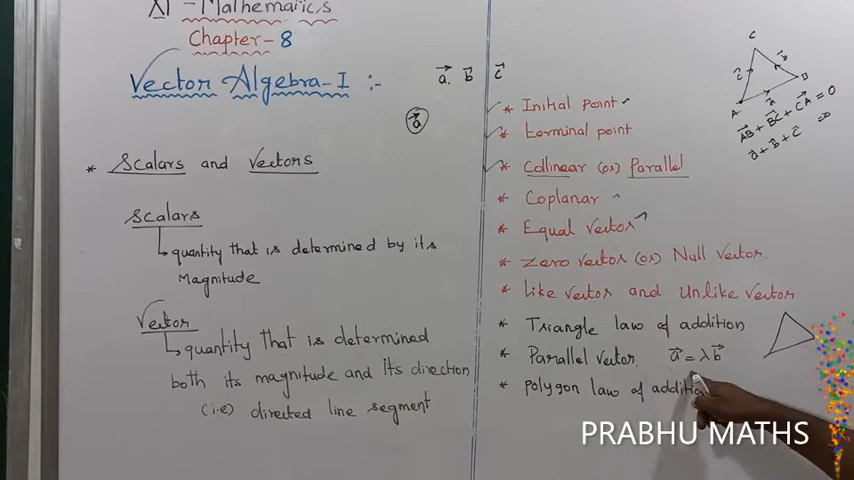 XI - Mathematics
Chapter - 8
Vector Algebra - I :-
* Scalars and Vectors
Scalars
quantity that is determined by its
Magnitude
Vector
quantity that is determined
both its magnitude and its direction
(i.e) directed line segment
a⃗. b⃗ c⃗
a⃗
* Initial point
* terminal point
* Collinear (or) Parallel
* Coplanar
* Equal vector
* Zero vector (or) Null vector.
* Like vector and Unlike vector
* Triangle law of addition
* Parallel vector. a⃗ = λb⃗
* polygon law of addition
C
c⃗ b⃗
B
A a⃗
AB⃗ + BC⃗ + CA⃗ = 0
a⃗ + b⃗ + c⃗
PRABHU MATHS